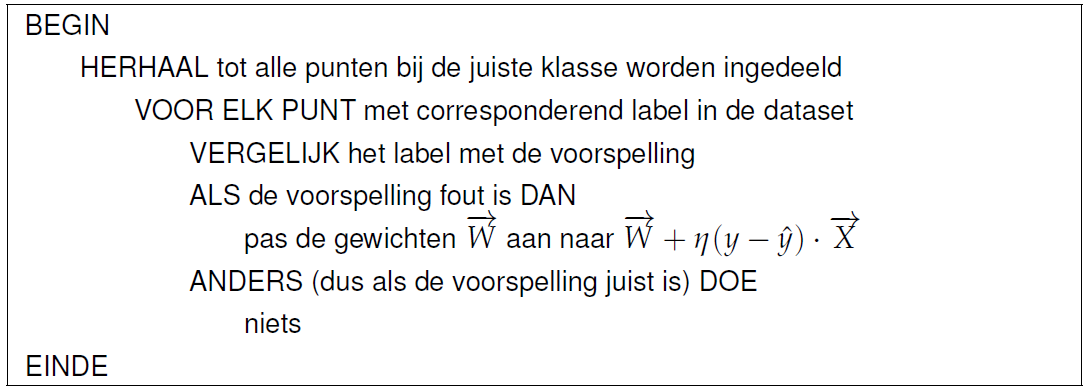 BEGIN
HERHAAL tot alle punten bij de juiste klasse worden ingedeeld
VOOR ELK PUNT met corresponderend label in de dataset
VERGELIJK het label met de voorspelling
ALS de voorspelling fout is DAN
pas de gewichten $\overrightarrow{W}$ aan naar $\overrightarrow{W} + \eta(y - \hat{y}) \cdot \overrightarrow{X}$
ANDERS (dus als de voorspelling juist is) DOE
niets
EINDE